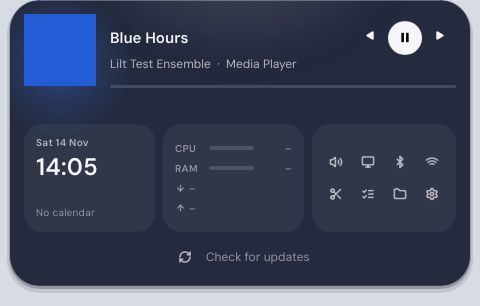 Blue Hours
Lilt Test Ensemble · Media Player
Sat 14 Nov
14:05
No calendar
CPU –
RAM –
↓ –
↑ –
Check for updates